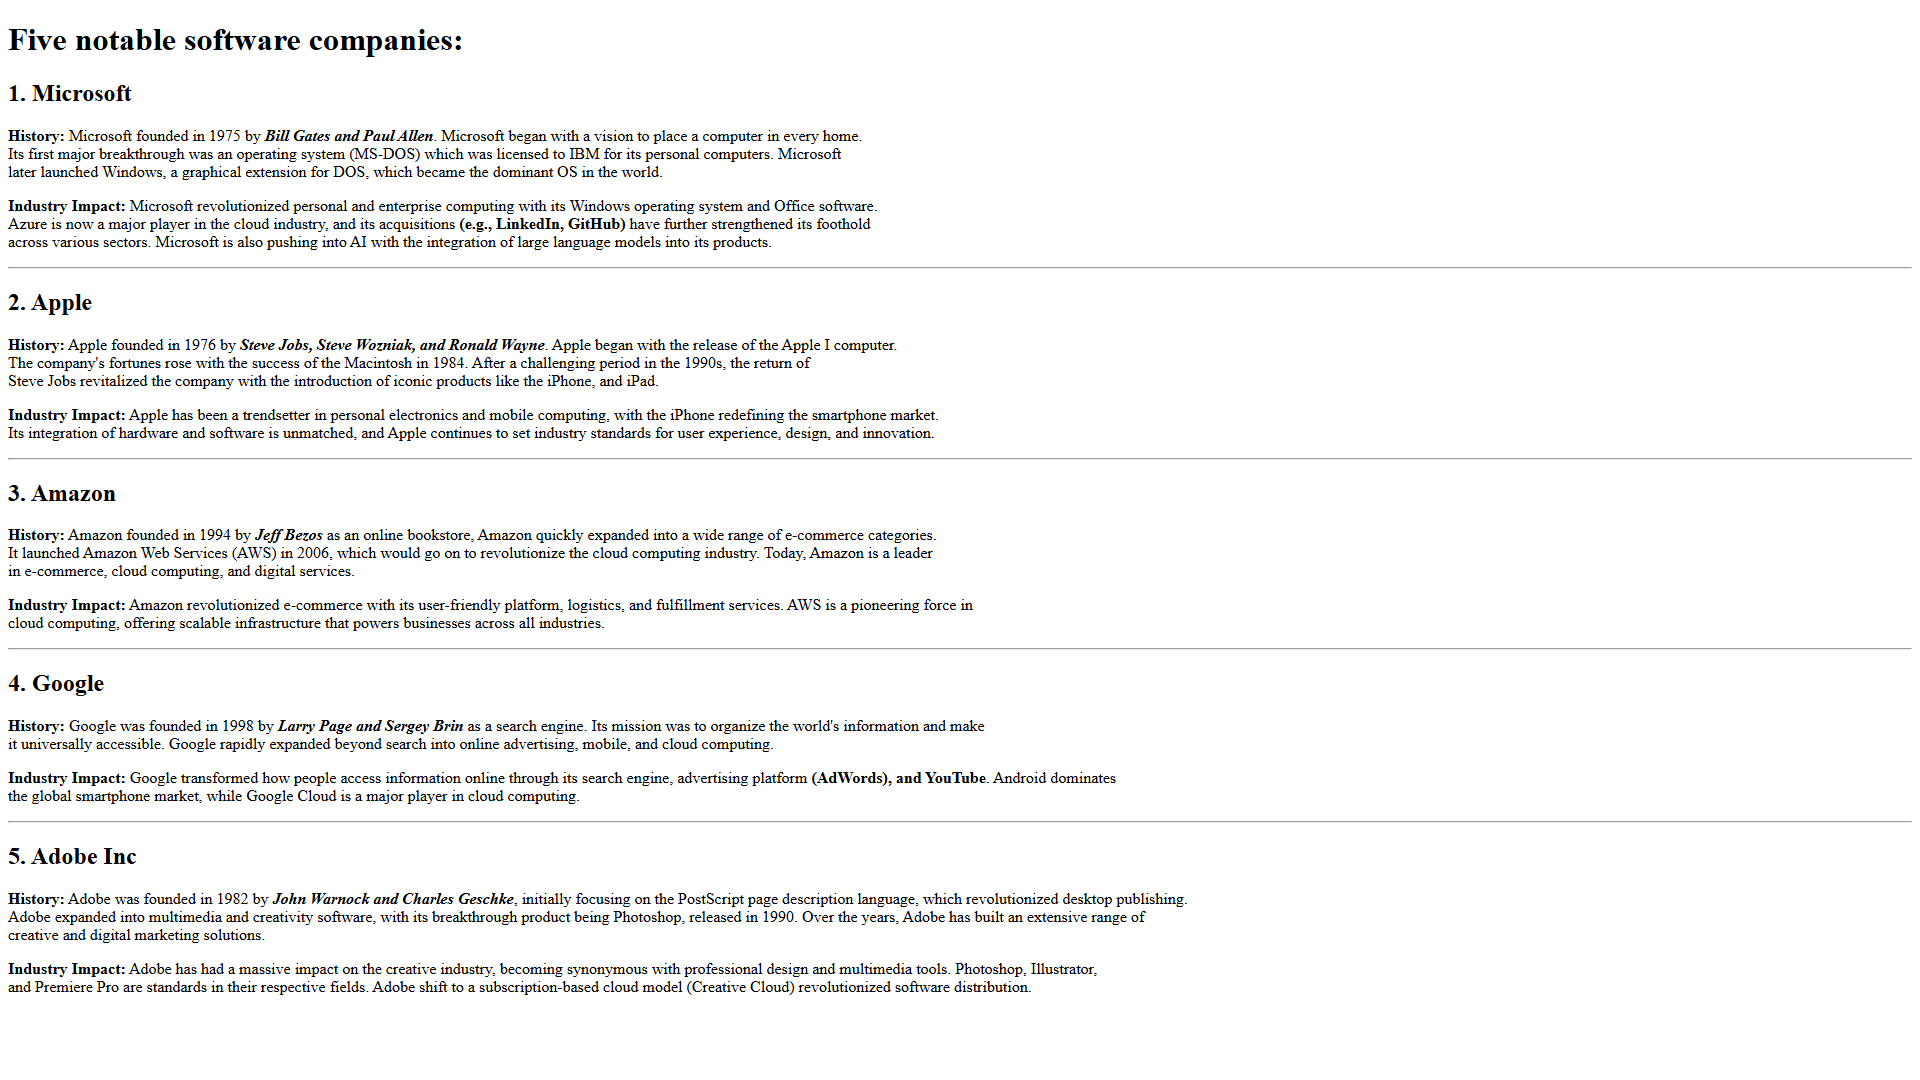 Five notable software companies:
1. Microsoft
History: Microsoft founded in 1975 by Bill Gates and Paul Allen. Microsoft began with a vision to place a computer in every home.
Its first major breakthrough was an operating system (MS-DOS) which was licensed to IBM for its personal computers. Microsoft
later launched Windows, a graphical extension for DOS, which became the dominant OS in the world.
Industry Impact: Microsoft revolutionized personal and enterprise computing with its Windows operating system and Office software.
Azure is now a major player in the cloud industry, and its acquisitions (e.g., LinkedIn, GitHub) have further strengthened its foothold
across various sectors. Microsoft is also pushing into AI with the integration of large language models into its products.
2. Apple
History: Apple founded in 1976 by Steve Jobs, Steve Wozniak, and Ronald Wayne. Apple began with the release of the Apple I computer.
The company's fortunes rose with the success of the Macintosh in 1984. After a challenging period in the 1990s, the return of
Steve Jobs revitalized the company with the introduction of iconic products like the iPhone, and iPad.
Industry Impact: Apple has been a trendsetter in personal electronics and mobile computing, with the iPhone redefining the smartphone market.
Its integration of hardware and software is unmatched, and Apple continues to set industry standards for user experience, design, and innovation.
3. Amazon
History: Amazon founded in 1994 by Jeff Bezos as an online bookstore, Amazon quickly expanded into a wide range of e-commerce categories.
It launched Amazon Web Services (AWS) in 2006, which would go on to revolutionize the cloud computing industry. Today, Amazon is a leader
in e-commerce, cloud computing, and digital services.
Industry Impact: Amazon revolutionized e-commerce with its user-friendly platform, logistics, and fulfillment services. AWS is a pioneering force in
cloud computing, offering scalable infrastructure that powers businesses across all industries.
4. Google
History: Google was founded in 1998 by Larry Page and Sergey Brin as a search engine. Its mission was to organize the world's information and make
it universally accessible. Google rapidly expanded beyond search into online advertising, mobile, and cloud computing.
Industry Impact: Google transformed how people access information online through its search engine, advertising platform (AdWords), and YouTube. Android dominates
the global smartphone market, while Google Cloud is a major player in cloud computing.
5. Adobe Inc
History: Adobe was founded in 1982 by John Warnock and Charles Geschke, initially focusing on the PostScript page description language, which revolutionized desktop publishing.
Adobe expanded into multimedia and creativity software, with its breakthrough product being Photoshop, released in 1990. Over the years, Adobe has built an extensive range of
creative and digital marketing solutions.
Industry Impact: Adobe has had a massive impact on the creative industry, becoming synonymous with professional design and multimedia tools. Photoshop, Illustrator,
and Premiere Pro are standards in their respective fields. Adobe shift to a subscription-based cloud model (Creative Cloud) revolutionized software distribution.